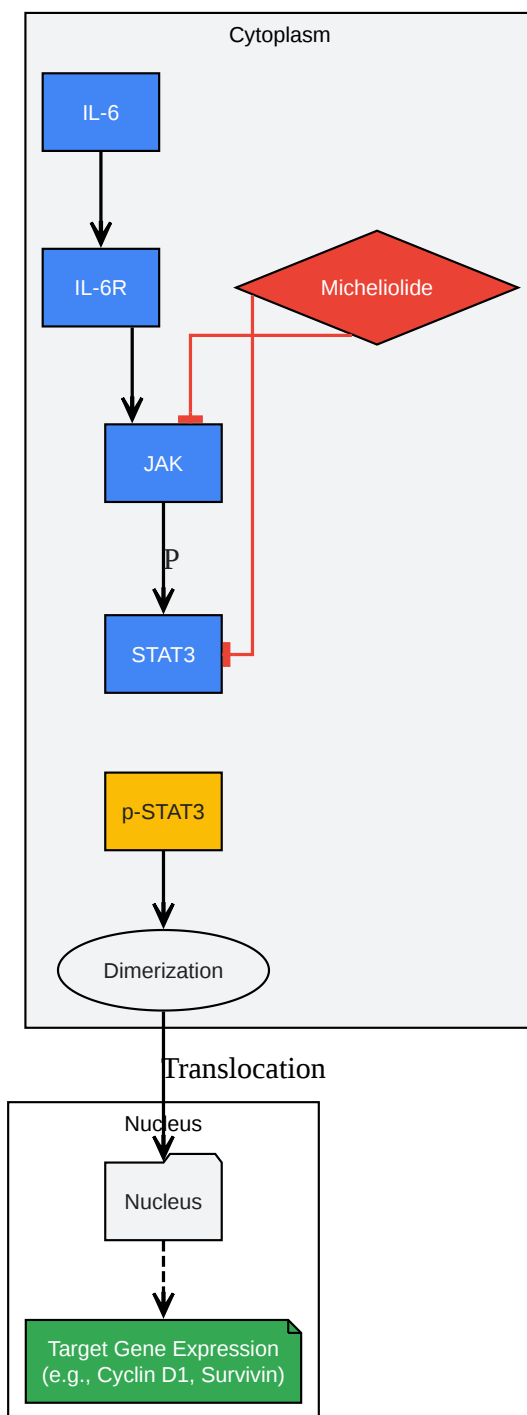 Cytoplasm
IL-6
IL-6R
Micheliolide
JAK
P
STAT3
p-STAT3
Dimerization
Translocation
Nucleus
Nucleus
Target Gene Expression
(e.g., Cyclin D1, Survivin)